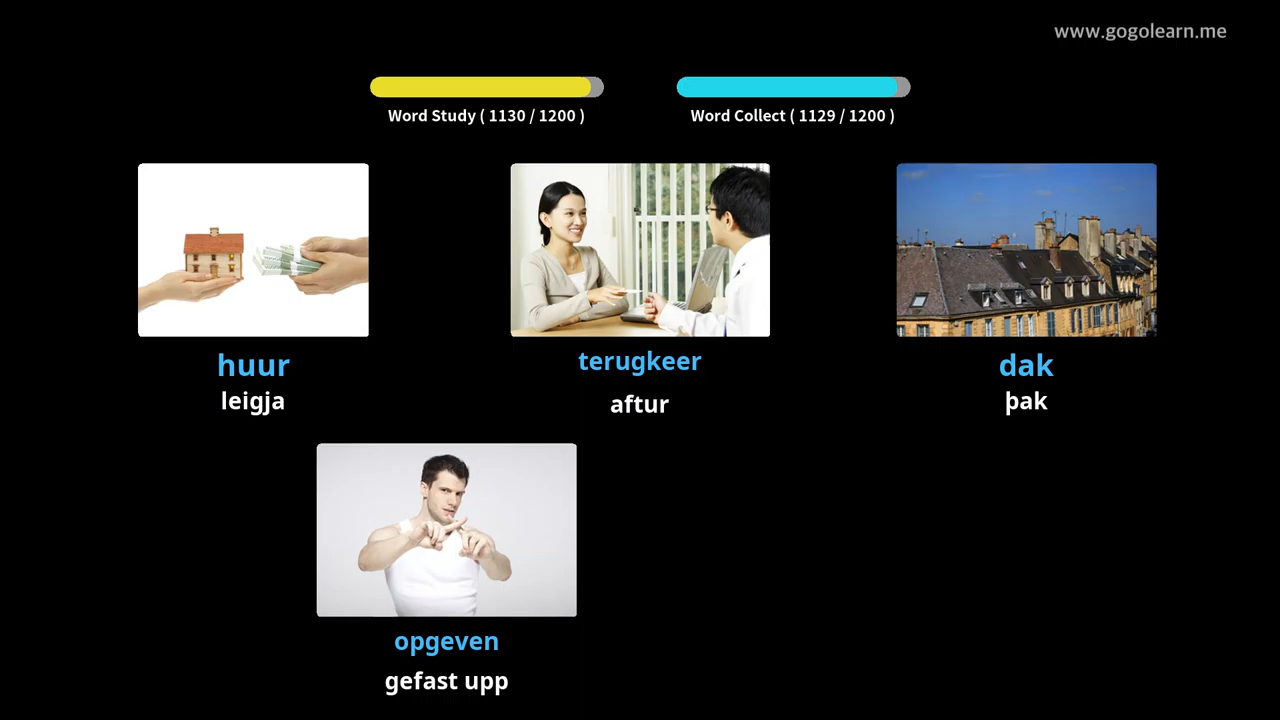 www.gogolearn.me
Word Study ( 1130 / 1200 )
Word Collect ( 1129 / 1200 )
huur
leigja
terugkeer
aftur
dak
þak
opgeven
gefast upp